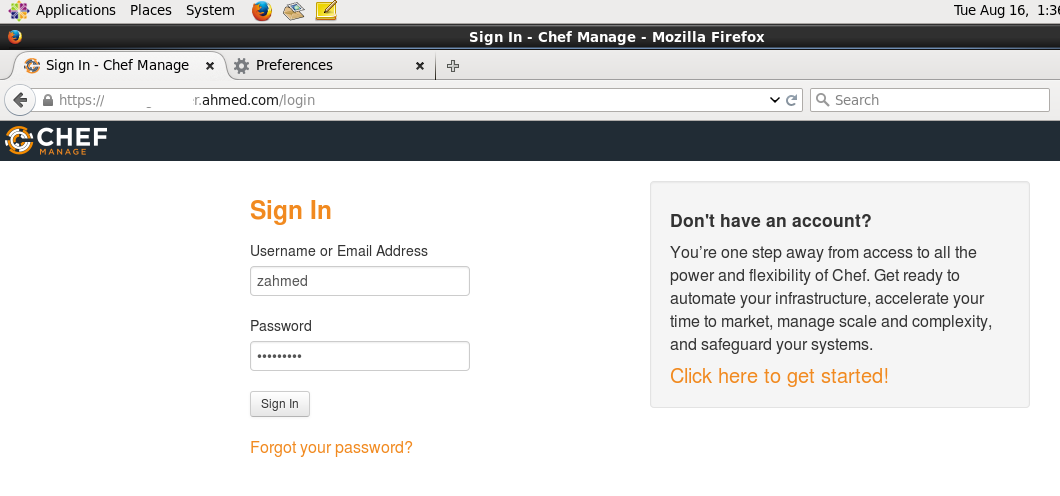 Applications Places System Tue Aug 16, 1:3
Sign In - Chef Manage - Mozilla Firefox
Sign In - Chef Manage Preferences
https:// r.ahmed.com/login Search
CHEF
MANAGE
Sign In
Username or Email Address
zahmed
Password
•••••••••
Sign In
Forgot your password?
Don't have an account?
You're one step away from access to all the
power and flexibility of Chef. Get ready to
automate your infrastructure, accelerate your
time to market, manage scale and complexity,
and safeguard your systems.
Click here to get started!